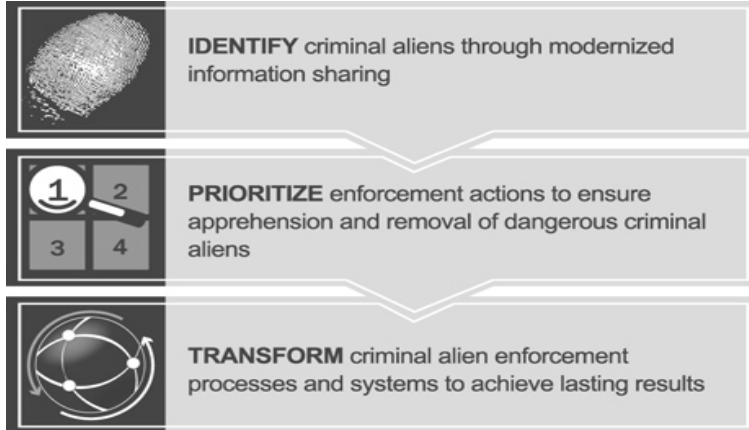 IDENTIFY criminal aliens through modernized
information sharing
1
2
3
4
PRIORITIZE enforcement actions to ensure
apprehension and removal of dangerous criminal
aliens
TRANSFORM criminal alien enforcement
processes and systems to achieve lasting results